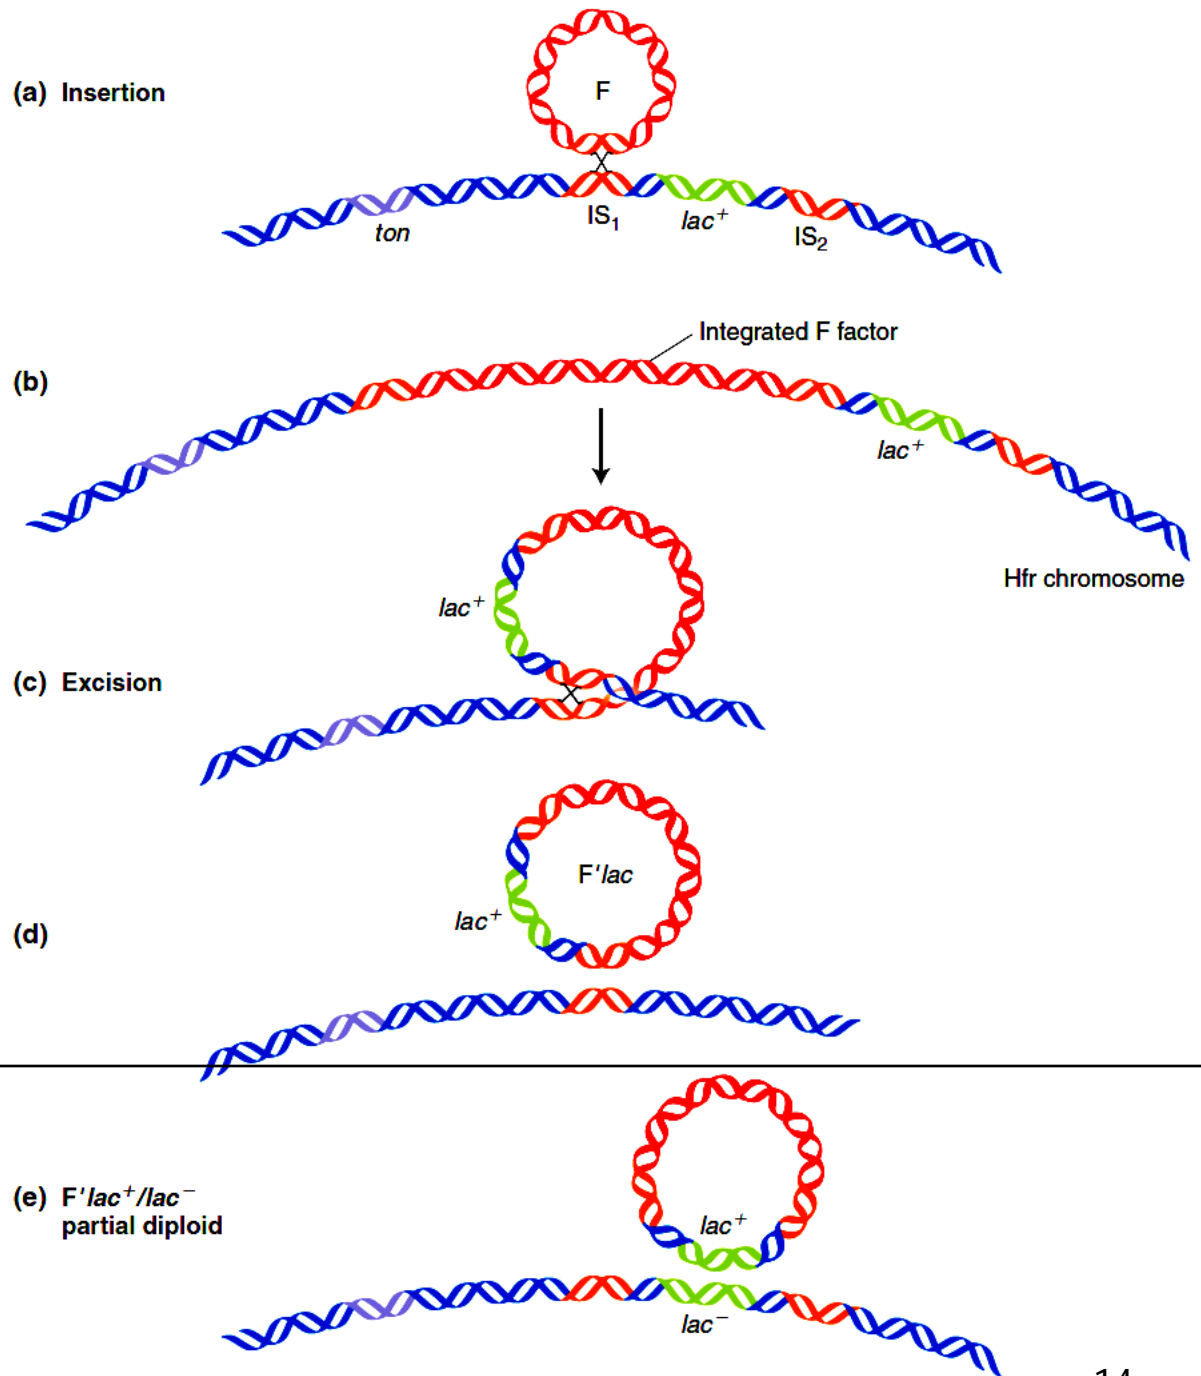 (a) Insertion
F
ton
IS₁
lac⁺
IS₂
Integrated F factor
(b)
lac⁺
Hfr chromosome
lac⁺
(c) Excision
F′lac
lac⁺
(d)
(e) F′lac⁺/lac⁻
partial diploid
lac⁺
lac⁻